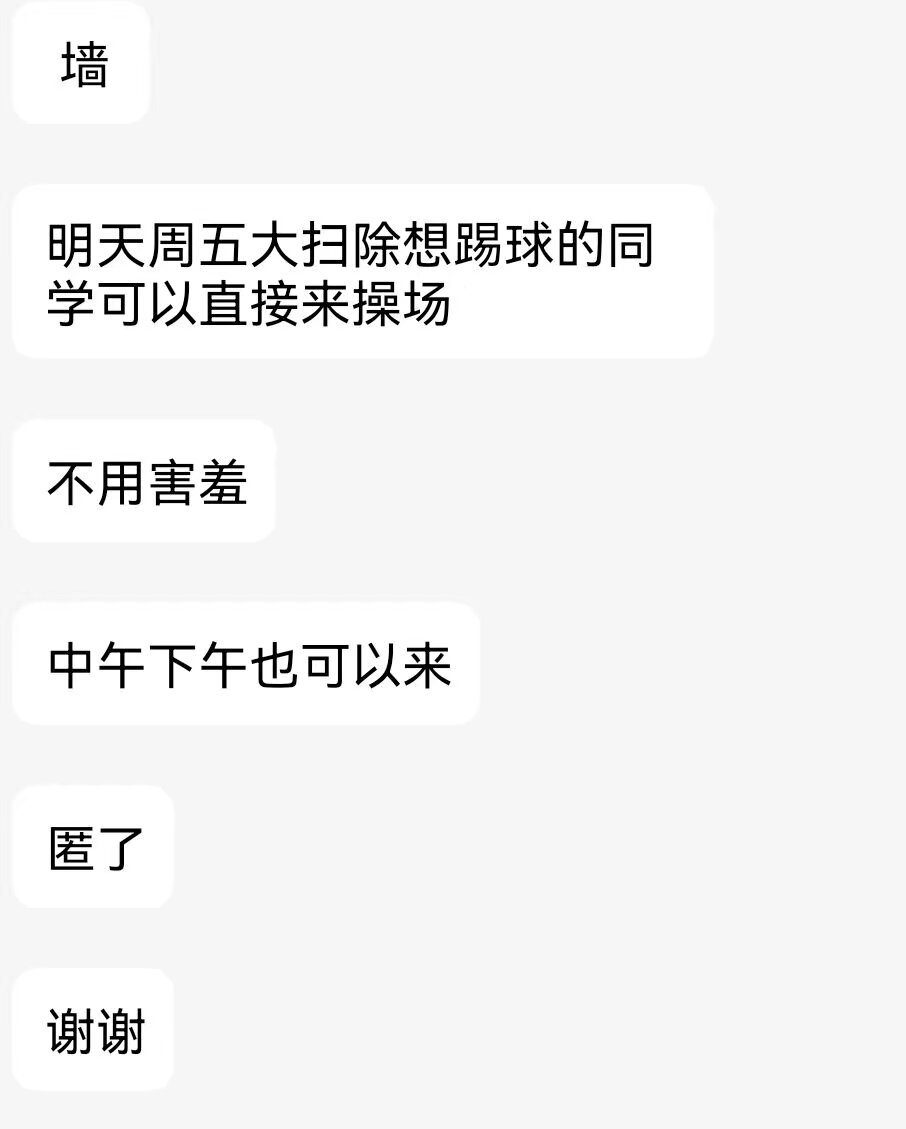 墙
明天周五大扫除想踢球的同
学可以直接来操场
不用害羞
中午下午也可以来
匿了
谢谢